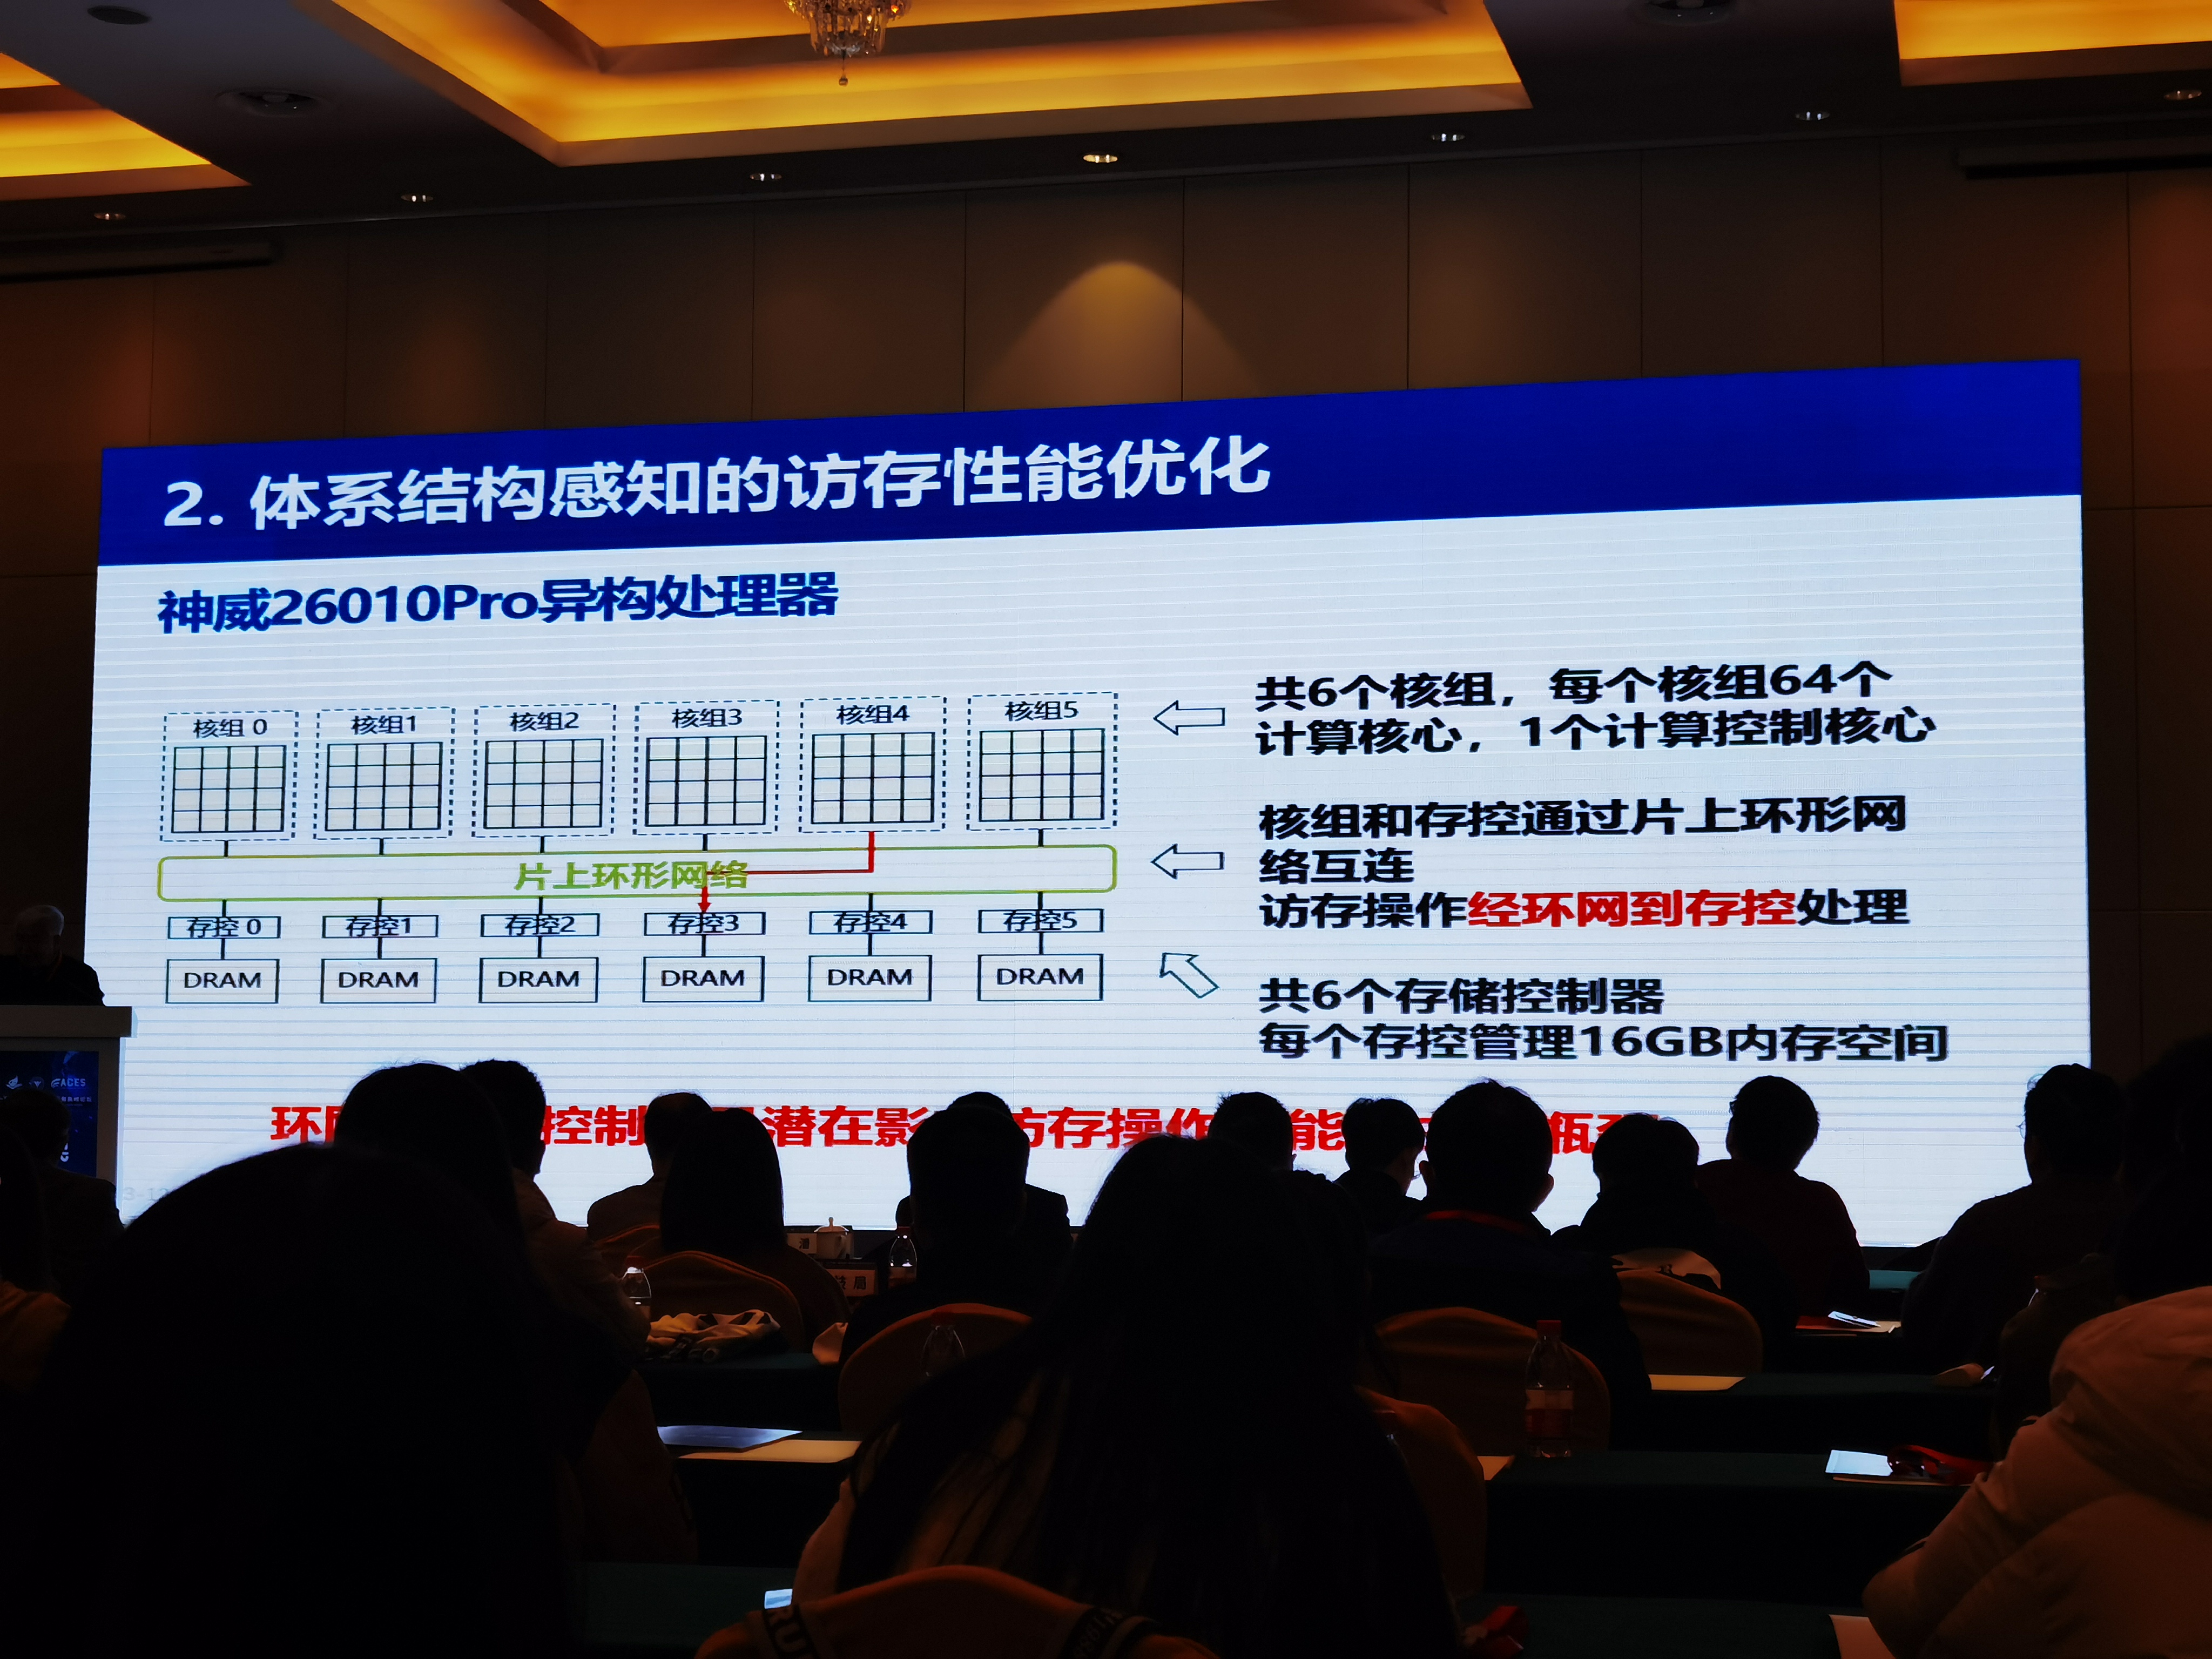 2. 体系结构感知的访存性能优化
神威26010Pro异构处理器
核组 0
核组1
核组2
核组3
核组4
核组5
片上环形网络
存控 0
存控1
存控2
存控3
存控4
存控5
DRAM
DRAM
DRAM
DRAM
DRAM
DRAM
共6个核组，每个核组64个
计算核心，1个计算控制核心
核组和存控通过片上环形网
络互连
访存操作经环网到存控处理
共6个存储控制器
每个存控管理16GB内存空间
环 控制 潜在影 访存操作 能 瓶
ACES
局